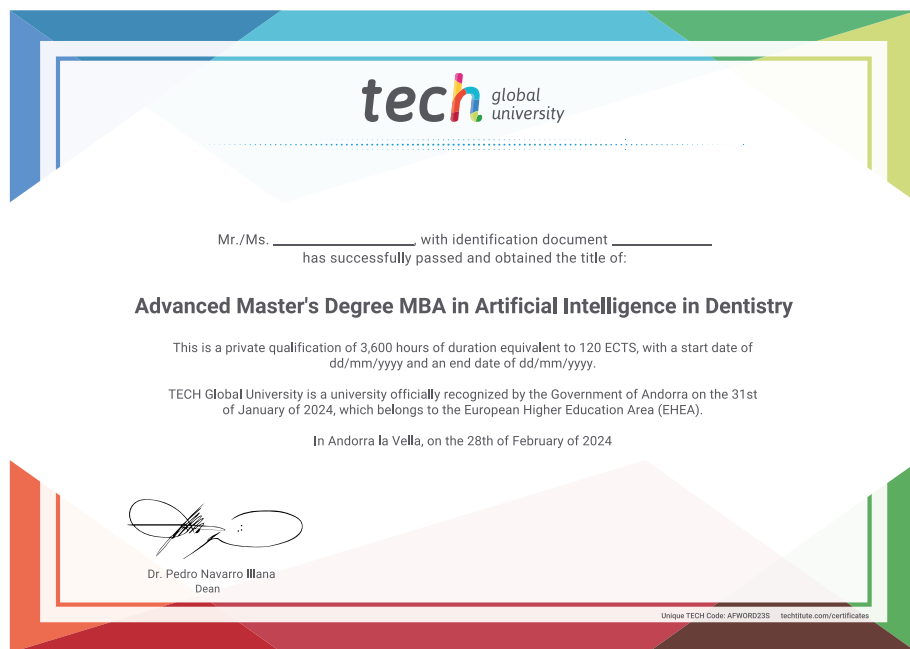 tech global
university
Mr./Ms. ________________, with identification document ____________
has successfully passed and obtained the title of:
Advanced Master's Degree MBA in Artificial Intelligence in Dentistry
This is a private qualification of 3,600 hours of duration equivalent to 120 ECTS, with a start date of
dd/mm/yyyy and an end date of dd/mm/yyyy.
TECH Global University is a university officially recognized by the Government of Andorra on the 31st
of January of 2024, which belongs to the European Higher Education Area (EHEA).
In Andorra la Vella, on the 28th of February of 2024
Dr. Pedro Navarro Illana
Dean
Unique TECH Code: AFWORD23S techtitute.com/certificates